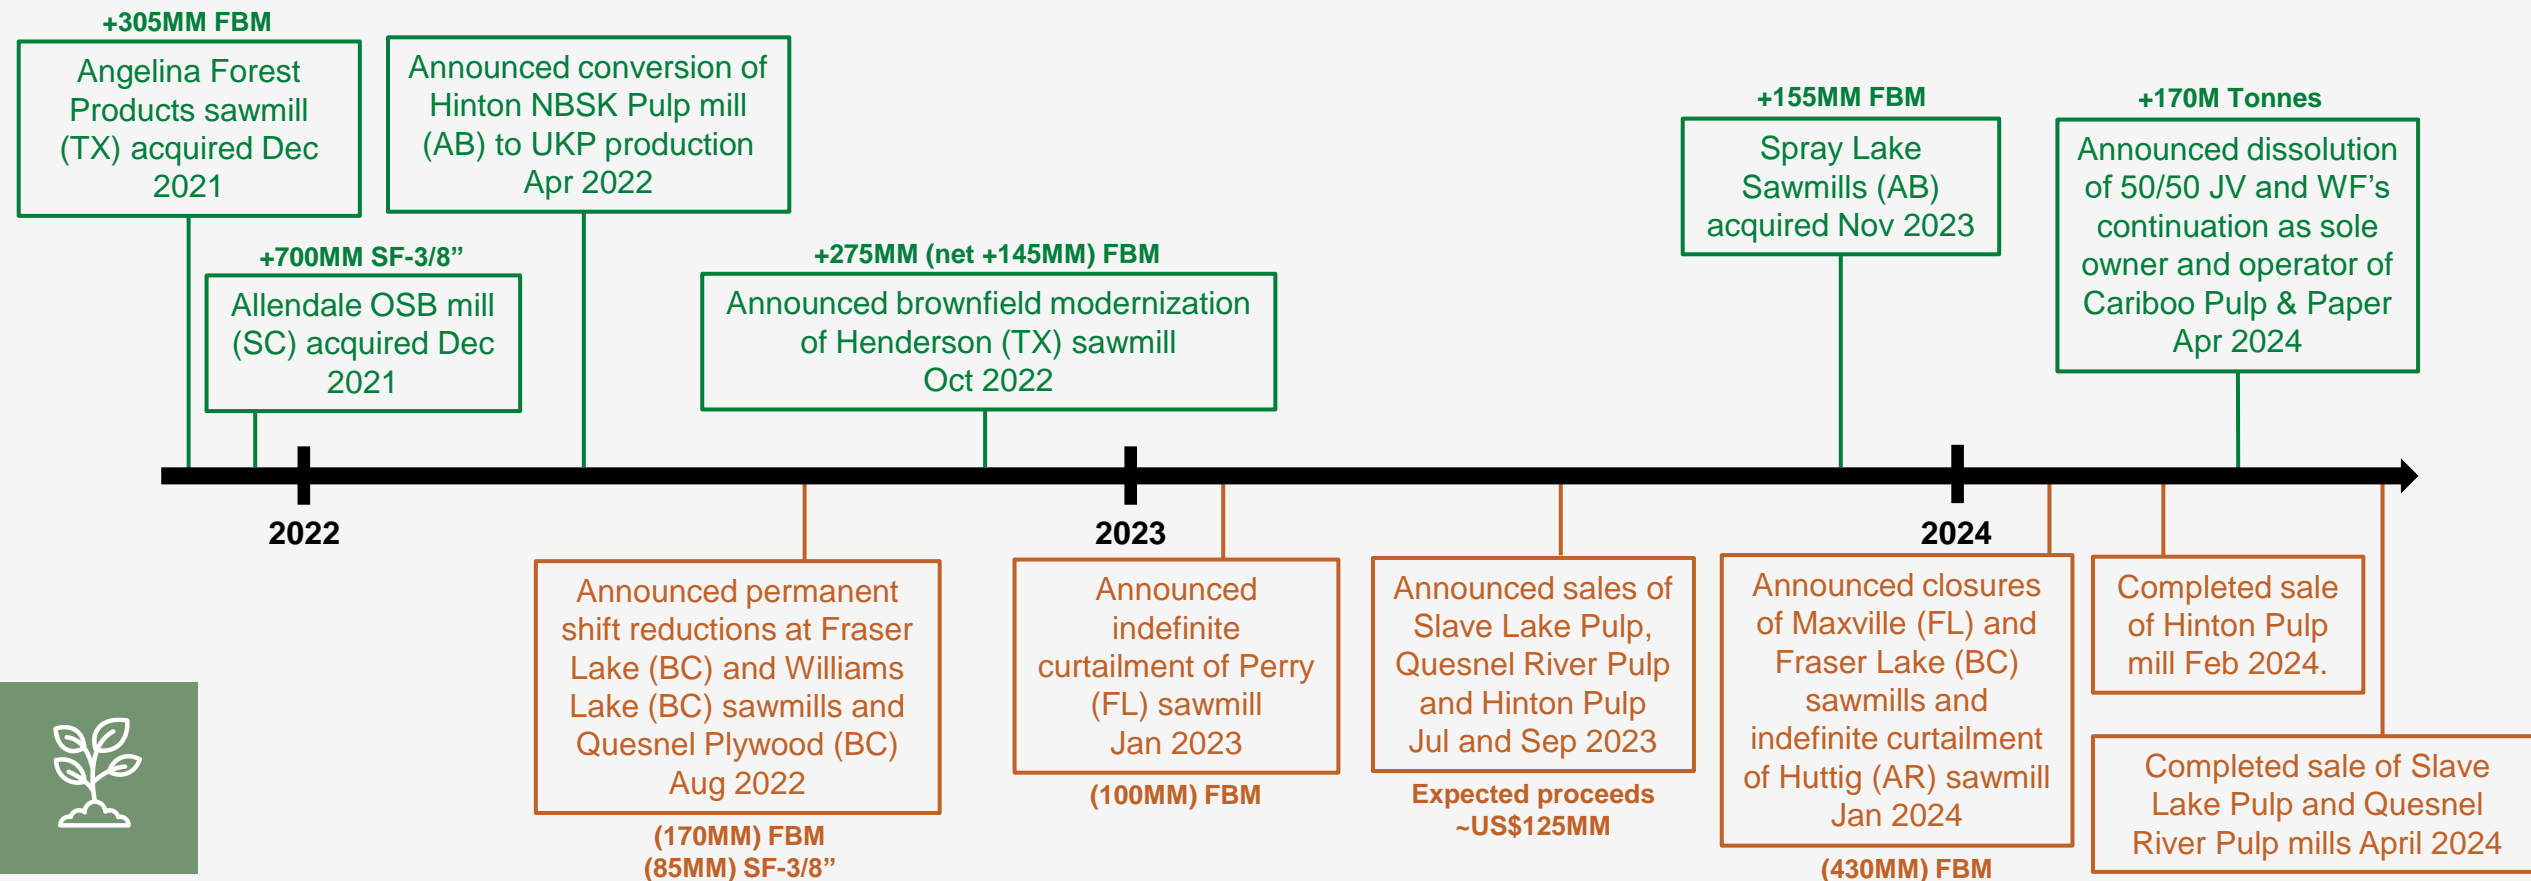 +305MM FBM
Angelina Forest
Products sawmill
(TX) acquired Dec
2021
+700MM SF-3/8”
Allendale OSB mill
(SC) acquired Dec
2021
Announced conversion of
Hinton NBSK Pulp mill
(AB) to UKP production
Apr 2022
+275MM (net +145MM) FBM
Announced brownfield modernization
of Henderson (TX) sawmill
Oct 2022
+155MM FBM
Spray Lake
Sawmills (AB)
acquired Nov 2023
+170M Tonnes
Announced dissolution
of 50/50 JV and WF’s
continuation as sole
owner and operator of
Cariboo Pulp & Paper
Apr 2024
2022
2023
2024
Announced permanent
shift reductions at Fraser
Lake (BC) and Williams
Lake (BC) sawmills and
Quesnel Plywood (BC)
Aug 2022
(170MM) FBM
(85MM) SF-3/8”
Announced
indefinite
curtailment of Perry
(FL) sawmill
Jan 2023
(100MM) FBM
Announced sales of
Slave Lake Pulp,
Quesnel River Pulp
and Hinton Pulp
Jul and Sep 2023
Expected proceeds
~US$125MM
Announced closures
of Maxville (FL) and
Fraser Lake (BC)
sawmills and
indefinite curtailment
of Huttig (AR) sawmill
Jan 2024
(430MM) FBM
Completed sale
of Hinton Pulp
mill Feb 2024.
Completed sale of Slave
Lake Pulp and Quesnel
River Pulp mills April 2024